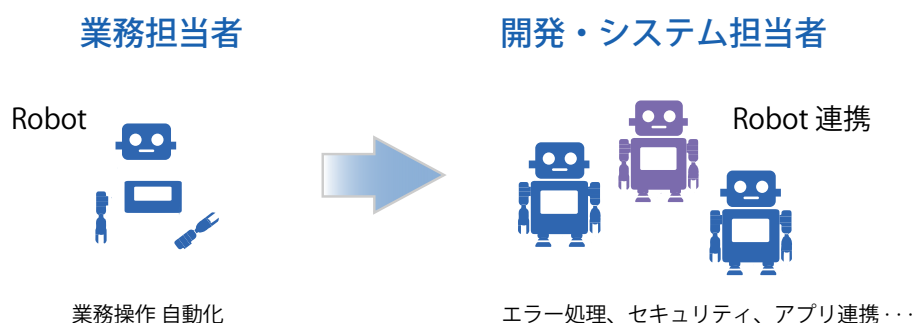 業務担当者
開発・システム担当者
Robot
Robot 連携
業務操作 自動化
エラー処理、セキュリティ、アプリ連携・・・